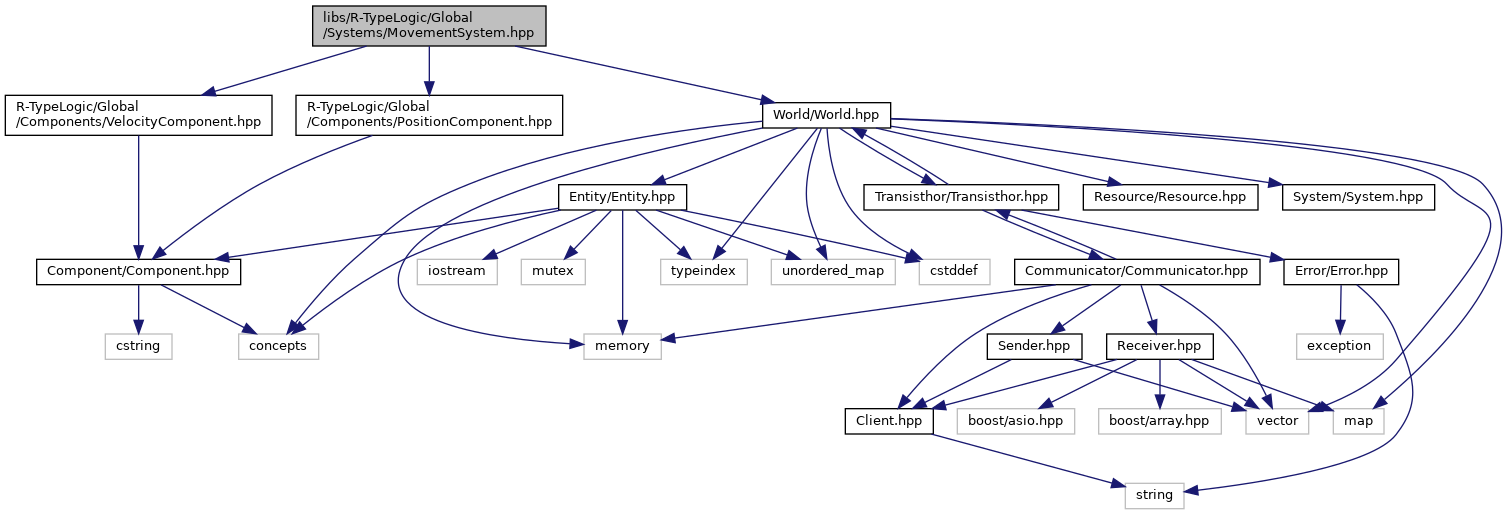 libs/R-TypeLogic/Global
/Systems/MovementSystem.hpp
R-TypeLogic/Global
/Components/VelocityComponent.hpp
R-TypeLogic/Global
/Components/PositionComponent.hpp
World/World.hpp
Entity/Entity.hpp
Transisthor/Transisthor.hpp
Resource/Resource.hpp
System/System.hpp
Component/Component.hpp
iostream
mutex
typeindex
unordered_map
cstddef
Communicator/Communicator.hpp
Error/Error.hpp
cstring
concepts
memory
Sender.hpp
Receiver.hpp
exception
Client.hpp
boost/asio.hpp
boost/array.hpp
vector
map
string